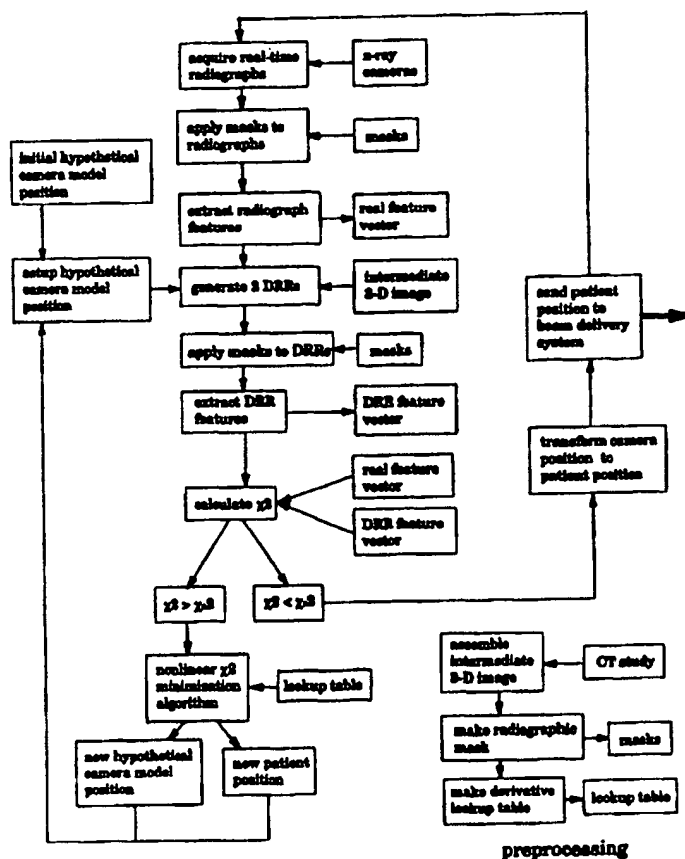 acquire real-time
radiographs
x-ray
cameras
apply masks to
radiographs
masks
initial hypothetical
camera model
position
extract radiograph
features
real feature
vector
setup hypothetical
camera model
position
generate 2 DRRs
intermediate
3-D image
send patient
position to
beam delivery
system
apply masks to DRRs
masks
extract DRR
features
DRR feature
vector
transform camera
position to
patient position
real feature
vector
calculate χ2
DRR feature
vector
χ2 > χ₀2
χ2 < χ₀2
nonlinear χ2
minimization
algorithm
lookup table
new hypothetical
camera model
position
new patient
position
assemble
intermediate
3-D image
CT study
make radiographic
mask
masks
make derivative
lookup table
lookup table
preprocessing